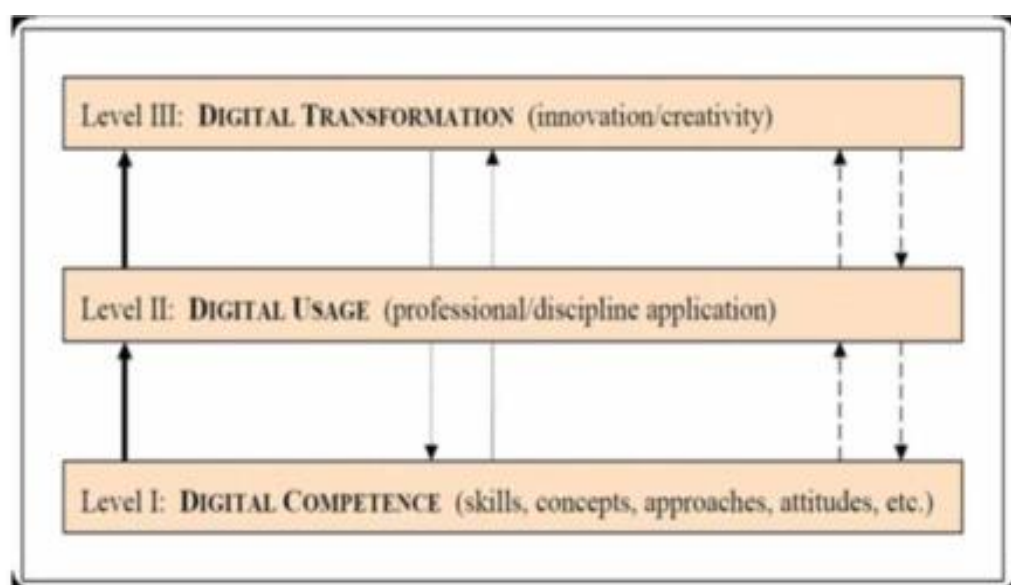 Level III: DIGITAL TRANSFORMATION (innovation/creativity)
Level II: DIGITAL USAGE (professional/discipline application)
Level I: DIGITAL COMPETENCE (skills, concepts, approaches, attitudes, etc.)